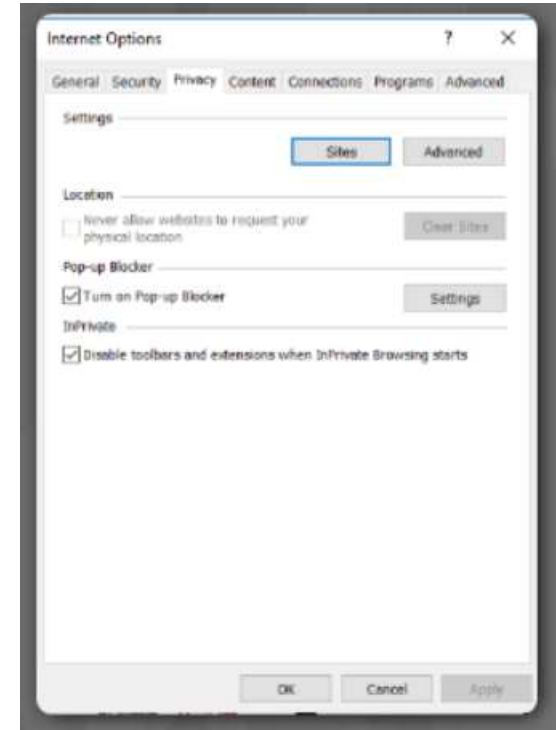 Internet Options ? ×
General Security Privacy Content Connections Programs Advanced
Settings
Sites Advanced
Location
Never allow websites to request your
physical location
Clear Sites
Pop-up Blocker
Turn on Pop-up Blocker
Settings
InPrivate
Disable toolbars and extensions when InPrivate Browsing starts
OK Cancel Apply